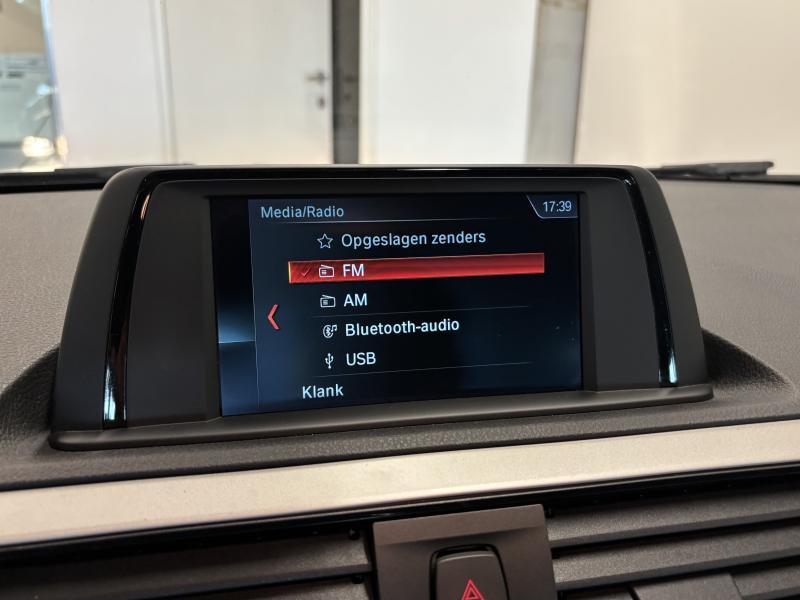 Media/Radio
17:39
Opgeslagen zenders
FM
AM
Bluetooth-audio
USB
Klank